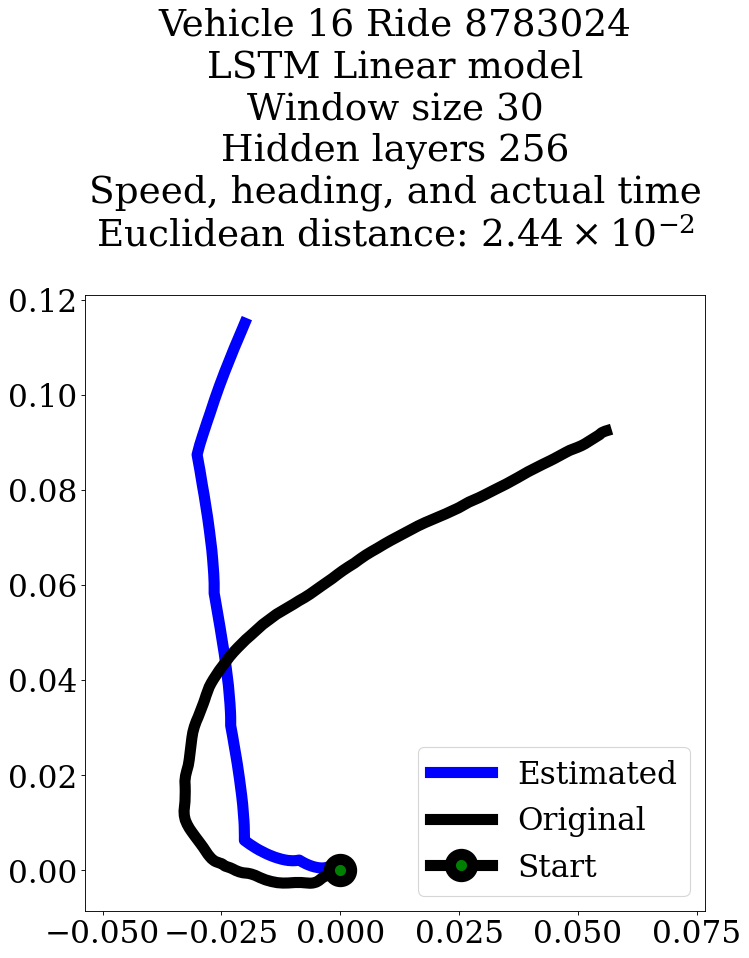 Vehicle 16 Ride 8783024
LSTM Linear model
Window size 30
Hidden layers 256
Speed, heading, and actual time
Euclidean distance: 2.44 × 10⁻²
0.12
0.10
0.08
0.06
0.04
0.02
0.00
Estimated
Original
Start
−0.050 −0.025 0.000 0.025 0.050 0.075